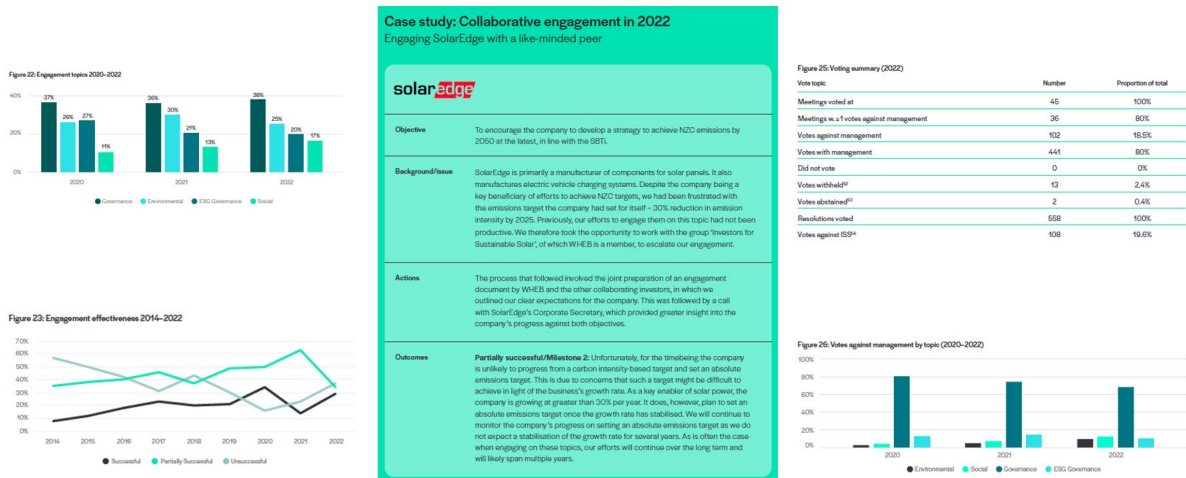 Figure 22: Engagement topics 2020–2022
40%
20%
0%
37%
26%
27%
11%
36%
30%
21%
13%
38%
25%
20%
17%
2020
2021
2022
Governance
Environmental
ESG Governance
Social
Figure 23: Engagement effectiveness 2014–2022
70%
60%
50%
40%
30%
20%
10%
0%
2014
2015
2016
2017
2018
2019
2020
2021
2022
Successful
Partially Successful
Unsuccessful
Case study: Collaborative engagement in 2022
Engaging SolarEdge with a like-minded peer
solaredge
Objective
To encourage the company to develop a strategy to achieve NZC emissions by
2050 at the latest, in line with the SBTi.
Background/issue
SolarEdge is primarily a manufacturer of components for solar panels. It also
manufactures electric vehicle charging systems. Despite the company being a
key beneficiary of efforts to achieve NZC targets, we had been frustrated with
the emissions target the company had set for itself – 30% reduction in emission
intensity by 2025. Previously, our efforts to engage them on this topic had not been
productive. We therefore took the opportunity to work with the group ‘Investors for
Sustainable Solar’, of which WHEB is a member, to escalate our engagement.
Actions
The process that followed involved the joint preparation of an engagement
document by WHEB and the other collaborating investors, in which we
outlined our clear expectations for the company. This was followed by a call
with SolarEdge’s Corporate Secretary, which provided greater insight into the
company’s progress against both objectives.
Outcomes
Partially successful/Milestone 2: Unfortunately, for the timebeing the company
is unlikely to progress from a carbon intensity-based target and set an absolute
emissions target. This is due to concerns that such a target might be difficult to
achieve in light of the business’s growth rate. As a key enabler of solar power, the
company is growing at greater than 30% per year. It does, however, plan to set an
absolute emissions target once the growth rate has stabilised. We will continue to
monitor the company’s progress on setting an absolute emissions target as we do
not expect a stabilisation of the growth rate for several years. As is often the case
when engaging on these topics, our efforts will continue over the long term and
will likely span multiple years.
Figure 25: Voting summary (2022)
Vote topic Number Proportion of total
Meetings voted at 45 100%
Meetings w. ≥1 votes against management 36 80%
Votes against management 102 18.5%
Votes with management 441 80%
Did not vote 0 0%
Votes withheld⁶² 13 2.4%
Votes abstained⁶³ 2 0.4%
Resolutions voted 558 100%
Votes against ISS⁶⁴ 108 19.6%
Figure 26: Votes against management by topic (2020–2022)
100%
80%
60%
40%
20%
0%
2020
2021
2022
Environmental
Social
Governance
ESG Governance